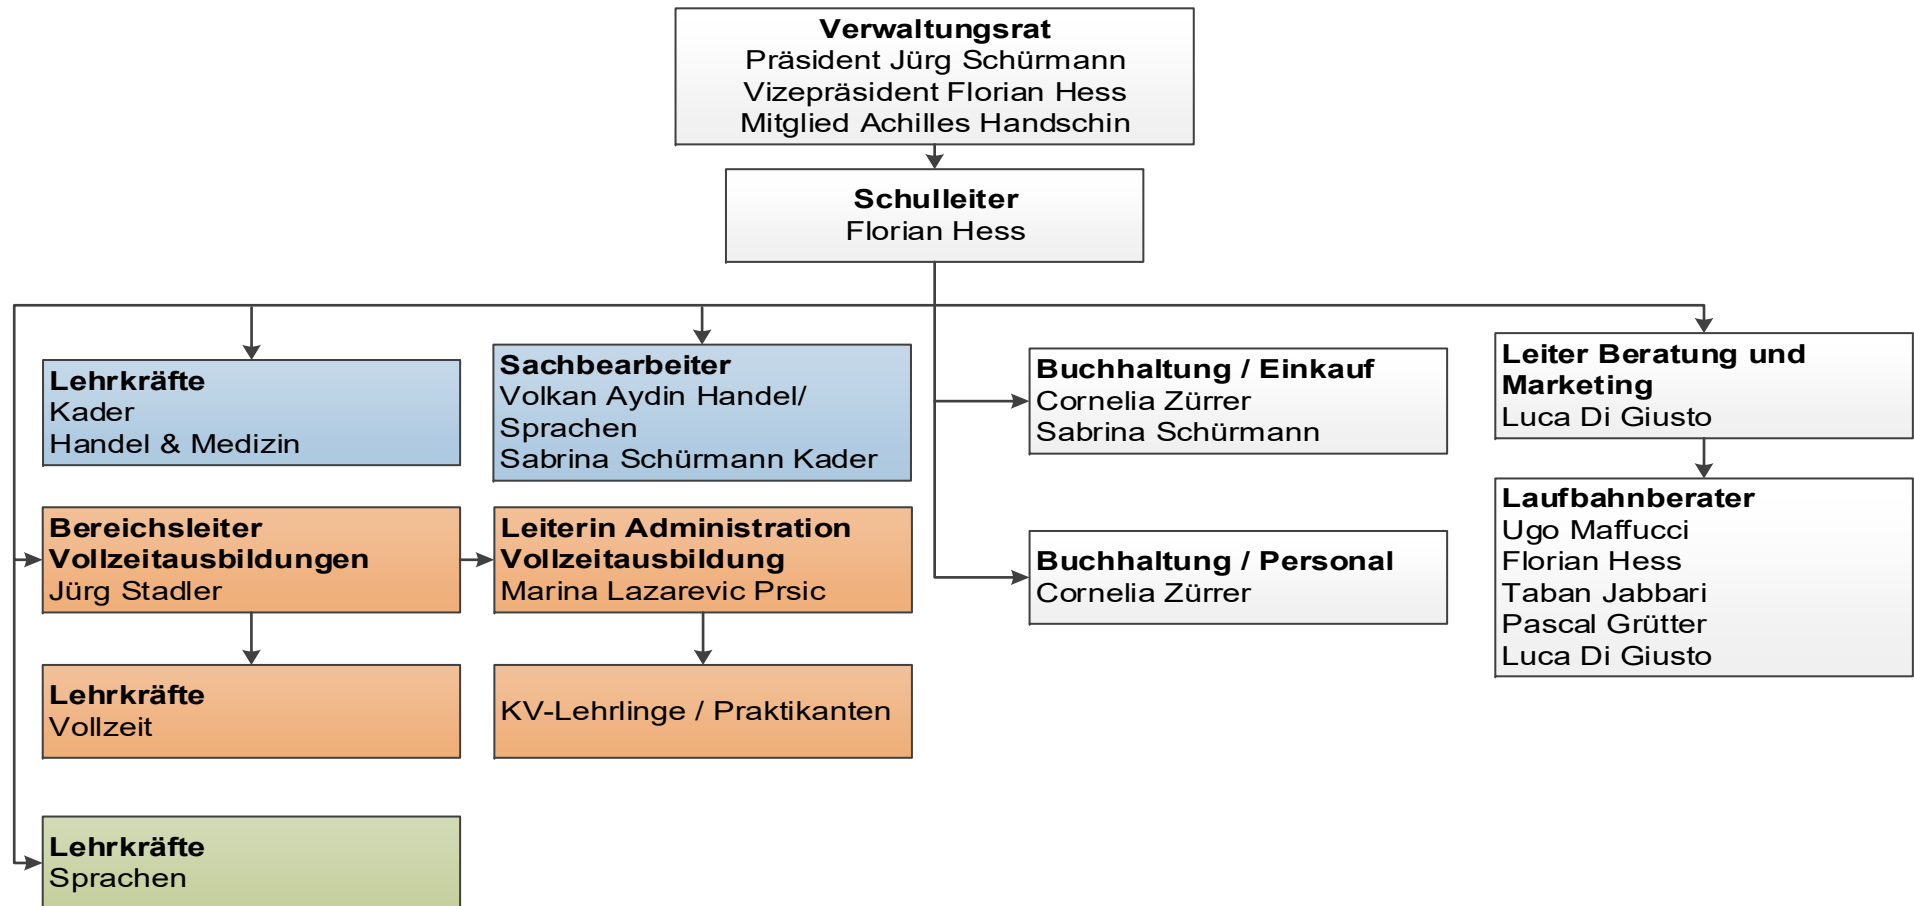 Verwaltungsrat
Präsident Jürg Schürmann
Vizepräsident Florian Hess
Mitglied Achilles Handschin
Schulleiter
Florian Hess
Lehrkräfte
Kader
Handel & Medizin
Sachbearbeiter
Volkan Aydin Handel/
Sprachen
Sabrina Schürmann Kader
Buchhaltung / Einkauf
Cornelia Zürrer
Sabrina Schürmann
Leiter Beratung und
Marketing
Luca Di Giusto
Bereichsleiter
Vollzeitausbildungen
Jürg Stadler
Leiterin Administration
Vollzeitausbildung
Marina Lazarevic Prsic
Buchhaltung / Personal
Cornelia Zürrer
Laufbahnberater
Ugo Maffucci
Florian Hess
Taban Jabbari
Pascal Grütter
Luca Di Giusto
Lehrkräfte
Vollzeit
KV-Lehrlinge / Praktikanten
Lehrkräfte
Sprachen